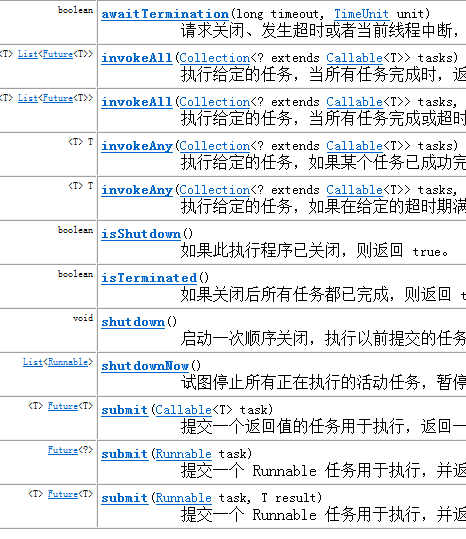 boolean awaitTermination(long timeout, TimeUnit unit)
请求关闭、发生超时或者当前线程中断,
<T> List<Future<T>> invokeAll(Collection<? extends Callable<T>> tasks)
执行给定的任务,当所有任务完成时,返
<T> List<Future<T>> invokeAll(Collection<? extends Callable<T>> tasks,
执行给定的任务,当所有任务完成或超时
<T> T invokeAny(Collection<? extends Callable<T>> tasks)
执行给定的任务,如果某个任务已成功完
<T> T invokeAny(Collection<? extends Callable<T>> tasks,
执行给定的任务,如果在给定的超时期满
boolean isShutdown()
如果此执行程序已关闭,则返回 true。
boolean isTerminated()
如果关闭后所有任务都已完成,则返回 t
void shutdown()
启动一次顺序关闭,执行以前提交的任务
List<Runnable> shutdownNow()
试图停止所有正在执行的活动任务,暂停
<T> Future<T> submit(Callable<T> task)
提交一个返回值的任务用于执行,返回一
Future<?> submit(Runnable task)
提交一个 Runnable 任务用于执行,并返
<T> Future<T> submit(Runnable task, T result)
提交一个 Runnable 任务用于执行,并返